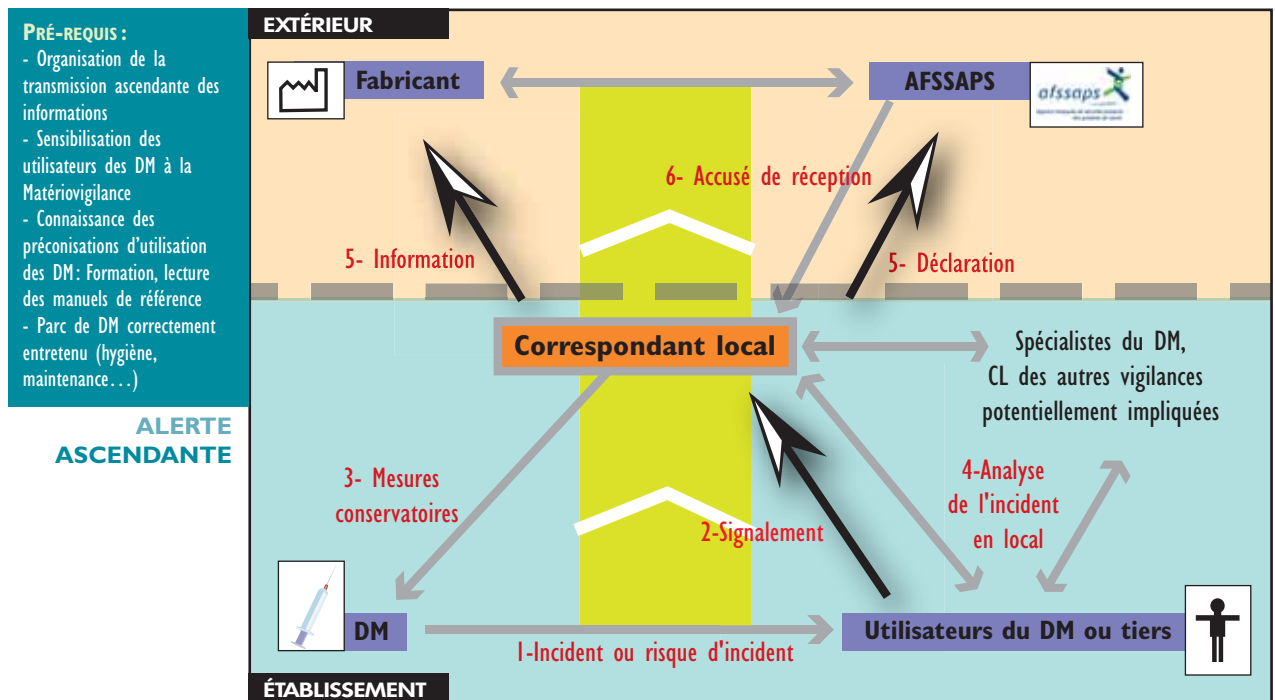 PRÉ-REQUIS :
- Organisation de la
transmission ascendante des
informations
- Sensibilisation des
utilisateurs des DM à la
Matériovigilance
- Connaissance des
préconisations d’utilisation
des DM: Formation, lecture
des manuels de référence
- Parc de DM correctement
entretenu (hygiène,
maintenance…)
ALERTE
ASCENDANTE
EXTÉRIEUR
Fabricant
AFSSAPS
afssaps
6- Accusé de réception
5- Information
5- Déclaration
Correspondant local
Spécialistes du DM,
CL des autres vigilances
potentiellement impliquées
3- Mesures
conservatoires
2-Signalement
4-Analyse
de l'incident
en local
DM
1-Incident ou risque d'incident
Utilisateurs du DM ou tiers
ÉTABLISSEMENT